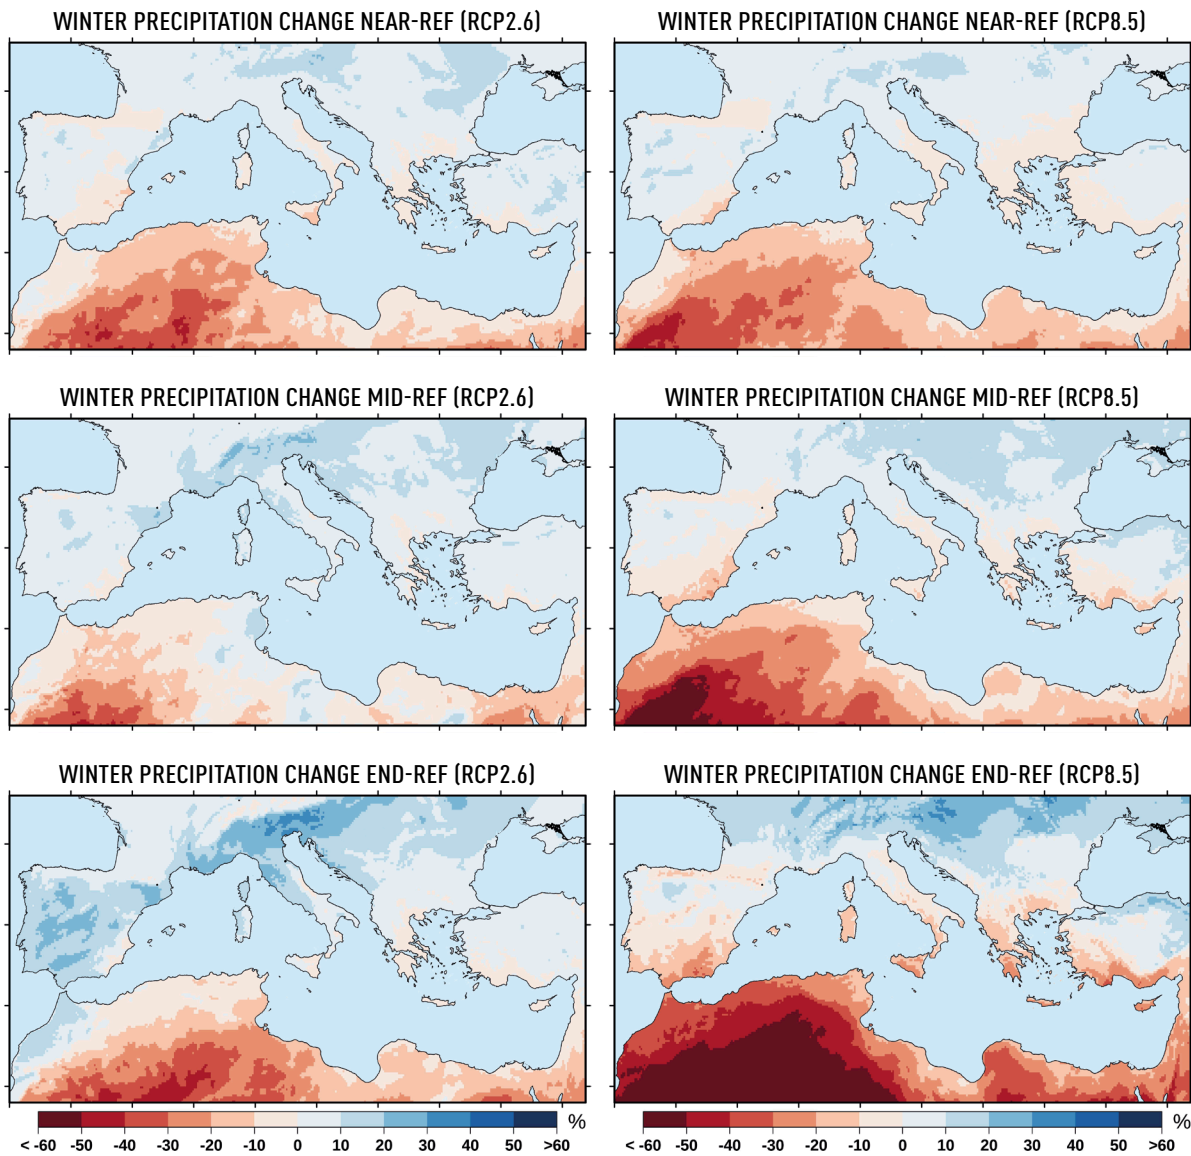 WINTER PRECIPITATION CHANGE NEAR-REF (RCP2.6)
WINTER PRECIPITATION CHANGE NEAR-REF (RCP8.5)
WINTER PRECIPITATION CHANGE MID-REF (RCP2.6)
WINTER PRECIPITATION CHANGE MID-REF (RCP8.5)
WINTER PRECIPITATION CHANGE END-REF (RCP2.6)
WINTER PRECIPITATION CHANGE END-REF (RCP8.5)
%
< -60 -50 -40 -30 -20 -10 0 10 20 30 40 50 >60
%
< -60 -50 -40 -30 -20 -10 0 10 20 30 40 50 >60